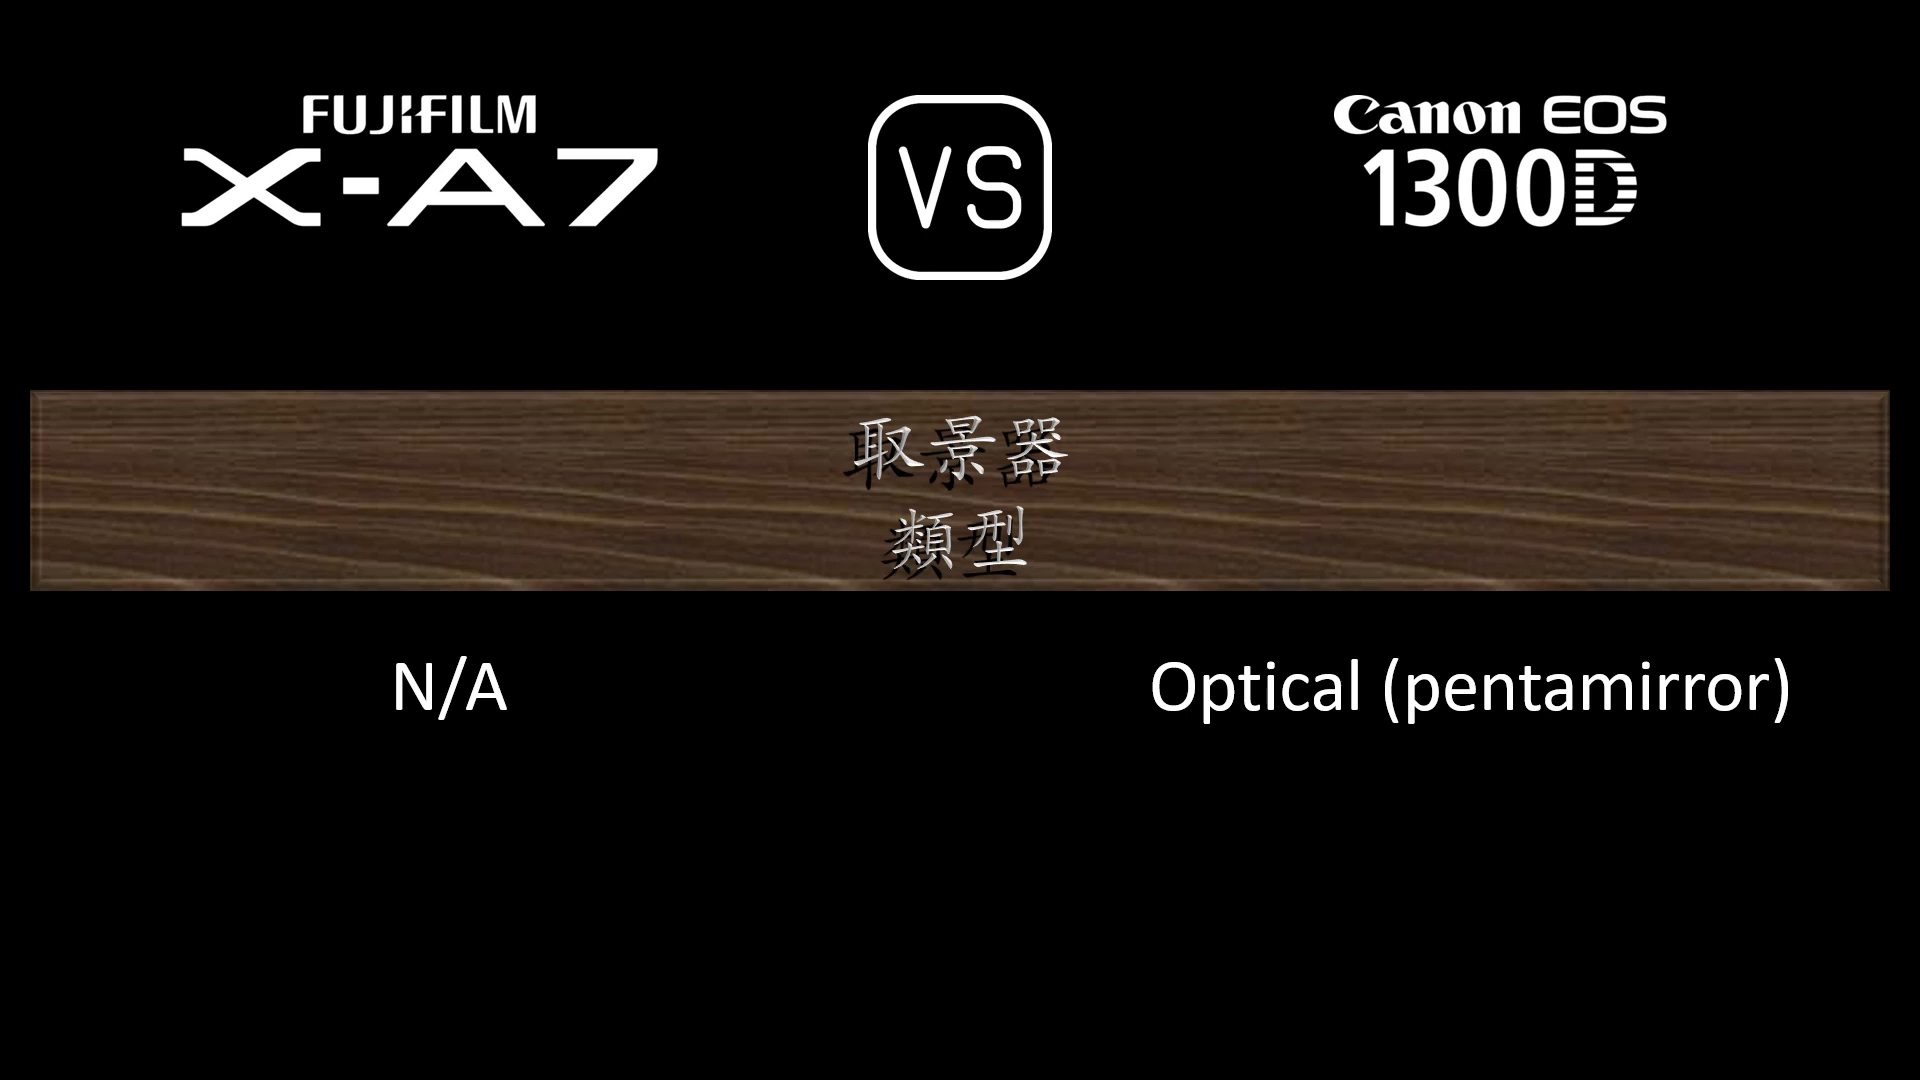 FUJIFILM
X-A7
VS
Canon EOS
1300D
取景器
類型
N/A
Optical (pentamirror)